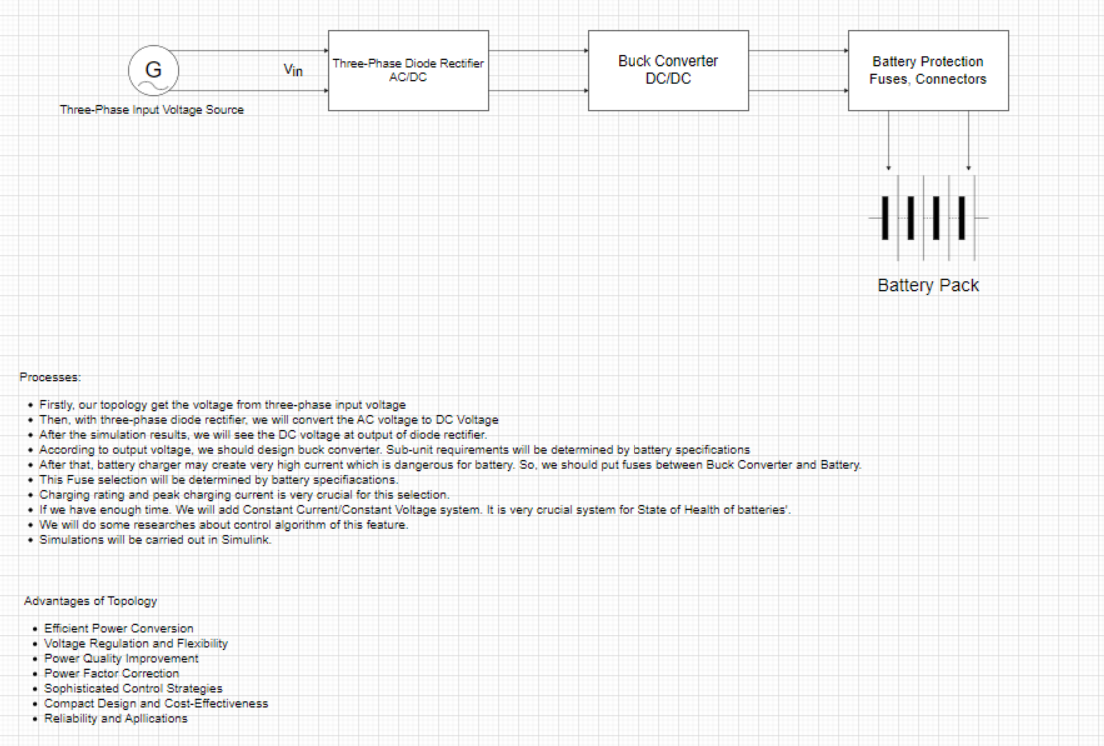 G
Vin
Three-Phase Input Voltage Source
Three-Phase Diode Rectifier
AC/DC
Buck Converter
DC/DC
Battery Protection
Fuses, Connectors
Battery Pack
Processes:
• Firstly, our topology get the voltage from three-phase input voltage
• Then, with three-phase diode rectifier, we will convert the AC voltage to DC Voltage
• After the simulation results, we will see the DC voltage at output of diode rectifier.
• According to output voltage, we should design buck converter. Sub-unit requirements will be determined by battery specifications
• After that, battery charger may create very high current which is dangerous for battery. So, we should put fuses between Buck Converter and Battery.
• This Fuse selection will be determined by battery specifiacations.
• Charging rating and peak charging current is very crucial for this selection.
• If we have enough time. We will add Constant Current/Constant Voltage system. It is very crucial system for State of Health of batteries'.
• We will do some researches about control algorithm of this feature.
• Simulations will be carried out in Simulink.
Advantages of Topology
• Efficient Power Conversion
• Voltage Regulation and Flexibility
• Power Quality Improvement
• Power Factor Correction
• Sophisticated Control Strategies
• Compact Design and Cost-Effectiveness
• Reliability and Apllications